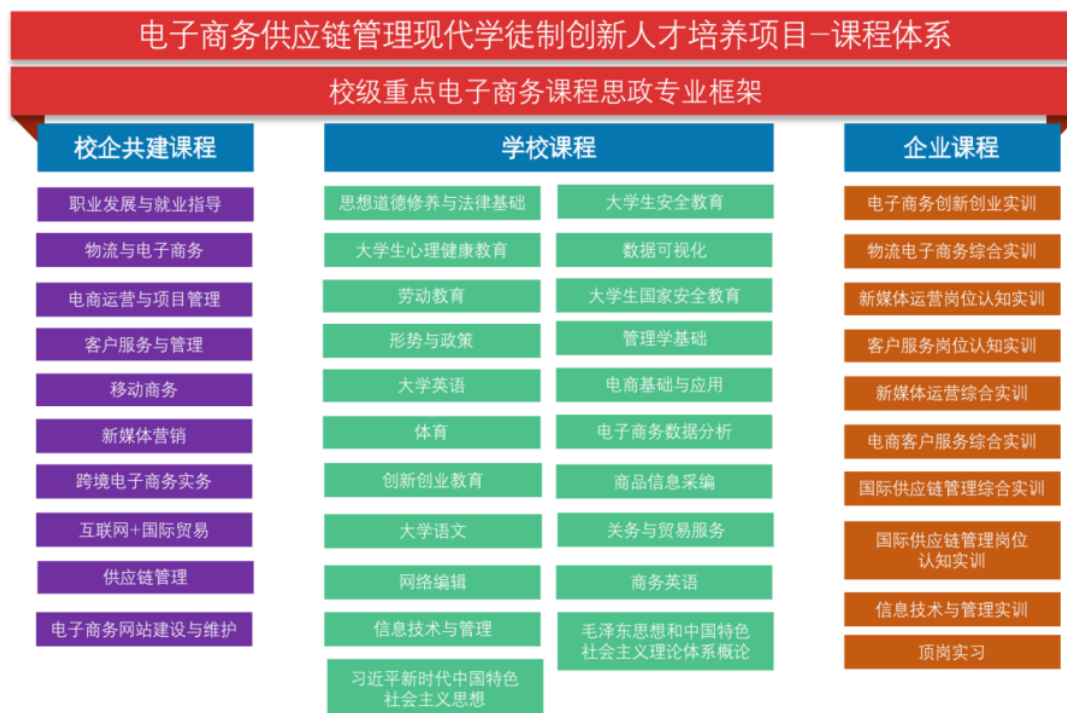 电子商务供应链管理现代学徒制创新人才培养项目-课程体系
校级重点电子商务课程思政专业框架
校企共建课程
职业发展与就业指导
物流与电子商务
电商运营与项目管理
客户服务与管理
移动商务
新媒体营销
跨境电子商务实务
互联网+国际贸易
供应链管理
电子商务网站建设与维护
学校课程
思想道德修养与法律基础
大学生心理健康教育
劳动教育
形势与政策
大学英语
体育
创新创业教育
大学语文
网络编辑
信息技术与管理
习近平新时代中国特色
社会主义思想
大学生安全教育
数据可视化
大学生国家安全教育
管理学基础
电商基础与应用
电子商务数据分析
商品信息采编
关务与贸易服务
商务英语
毛泽东思想和中国特色
社会主义理论体系概论
企业课程
电子商务创新创业实训
物流电子商务综合实训
新媒体运营岗位认知实训
客户服务岗位认知实训
新媒体运营综合实训
电商客户服务综合实训
国际供应链管理综合实训
国际供应链管理岗位
认知实训
信息技术与管理实训
顶岗实习